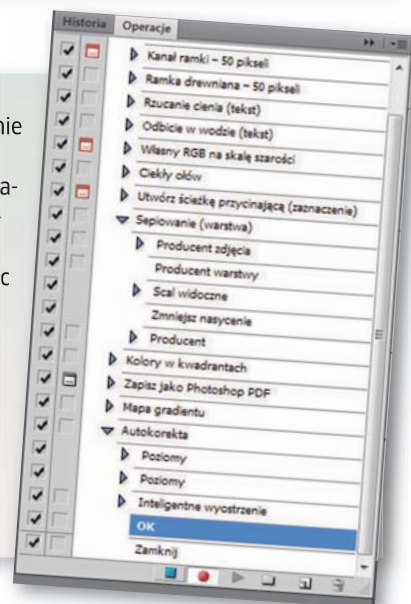 Historia Operacje
Kanał ramki – 50 pikseli
Ramka drewniana – 50 pikseli
Rzucanie cienia (tekst)
Odbicie w wodzie (tekst)
Własny RGB na skalę szarości
Ciekły ołów
Utwórz ścieżkę przycinającą (zaznaczenie)
Sepiowanie (warstwa)
Producent zdjęcia
Producent warstwy
Scal widoczne
Zmniejsz nasycenie
Producent
Kolory w kwadrantach
Zapisz jako Photoshop PDF
Mapa gradientu
Autokorekta
Poziomy
Poziomy
Inteligentne wyostrzenie
OK
Zamknij
nie
a-
c